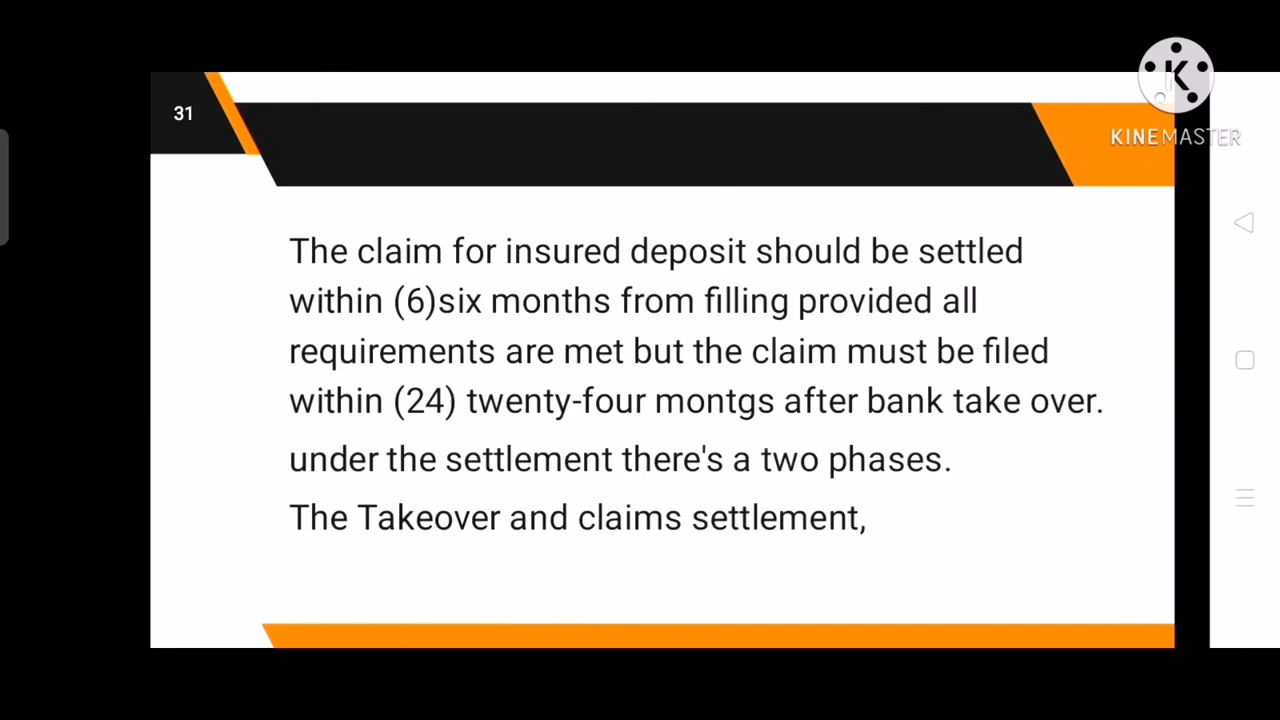 31
KINEMASTER
The claim for insured deposit should be settled
within (6)six months from filling provided all
requirements are met but the claim must be filed
within (24) twenty-four montgs after bank take over.
under the settlement there's a two phases.
The Takeover and claims settlement,